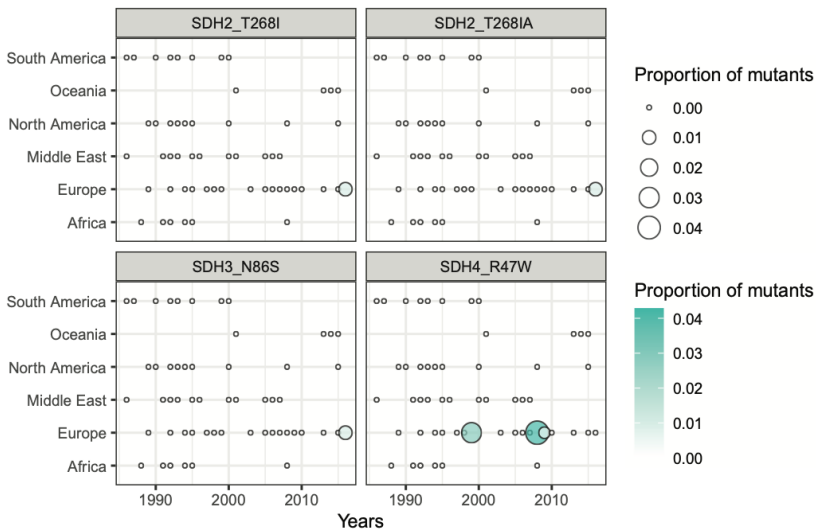 SDH2_T268I
SDH2_T268IA
South America
Oceania
North America
Middle East
Europe
Africa
SDH3_N86S
SDH4_R47W
South America
Oceania
North America
Middle East
Europe
Africa
1990
2000
2010
1990
2000
2010
Years
Proportion of mutants
0.00
0.01
0.02
0.03
0.04
Proportion of mutants
0.04
0.03
0.02
0.01
0.00